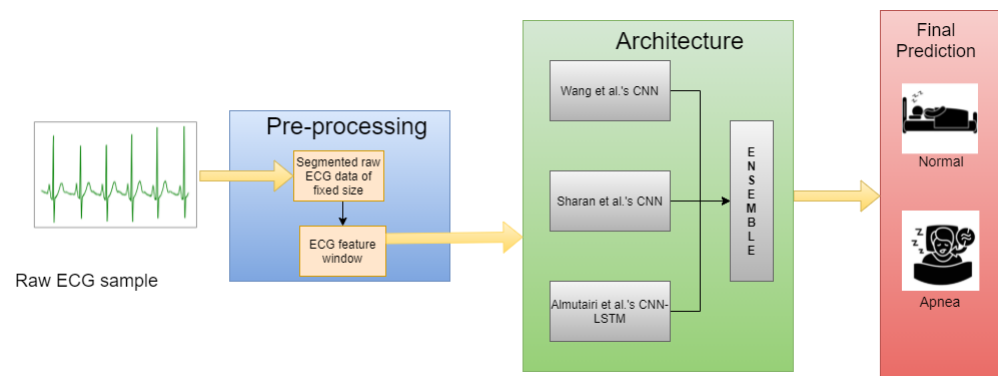 Raw ECG sample
Pre-processing
Segmented raw
ECG data of
fixed size
ECG feature
window
Architecture
Wang et al.'s CNN
Sharan et al.'s CNN
Almutairi et al.'s CNN-
LSTM
ENSEMBLE
Final
Prediction
Normal
Apnea